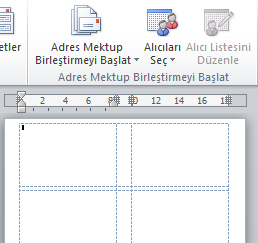 etler
Adres Mektup
Birleştirmeyi Başlat
Alıcıları
Seç
Alıcı Listesini
Düzenle
Adres Mektup Birleştirmeyi Başlat
2 4 6 8 10 12 14 16